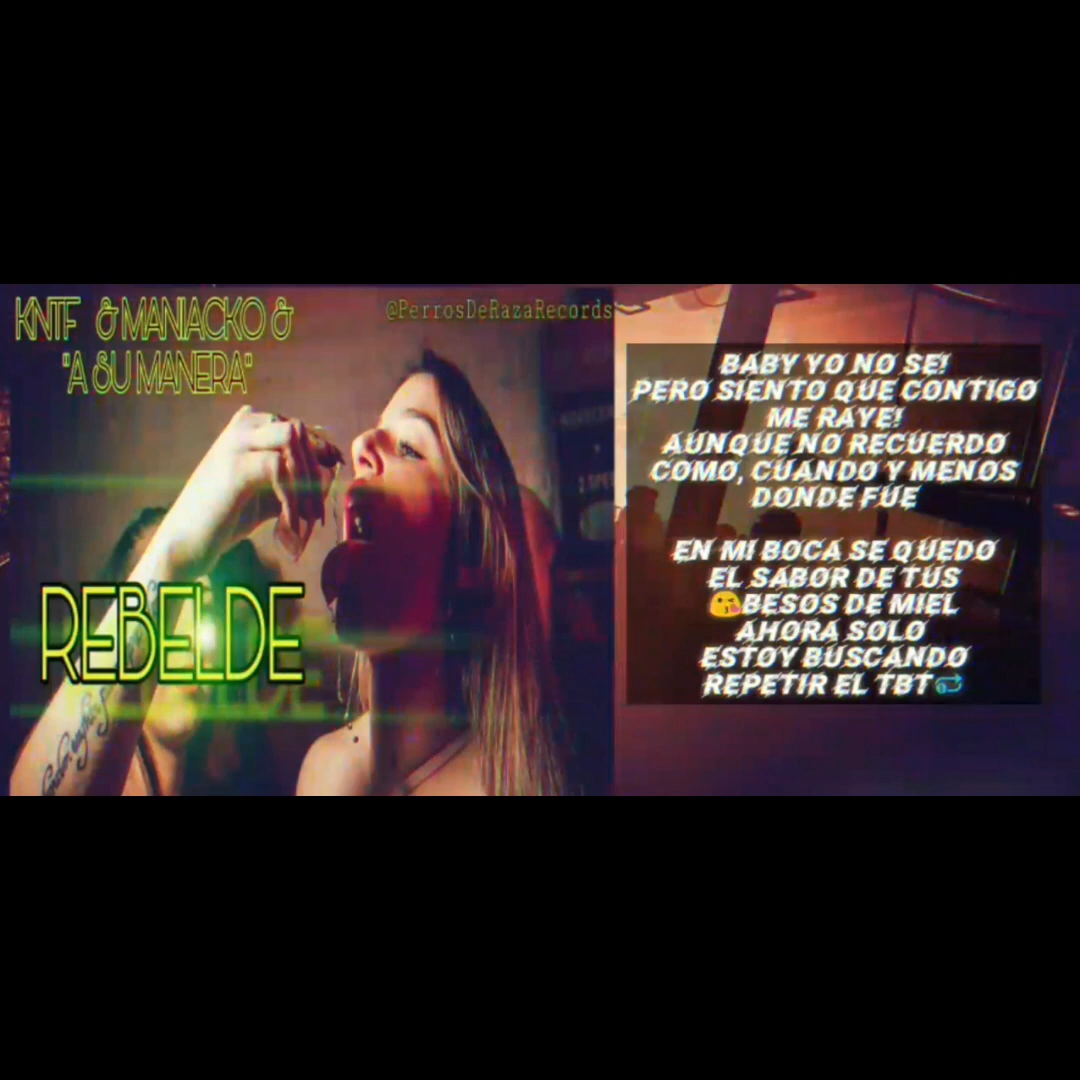 KNTF & MANIACKO &
"A SU MANERA"
@PerrosDeRazaRecords
REBELDE
BABY YO NO SE!
PERO SIENTO QUE CONTIGO
ME RAYE!
AUNQUE NO RECUERDO
COMO, CUANDO Y MENOS
DONDE FUE
EN MI BOCA SE QUEDO
EL SABOR DE TUS
😘BESOS DE MIEL
AHORA SOLO
ESTOY BUSCANDO
REPETIR EL TBT